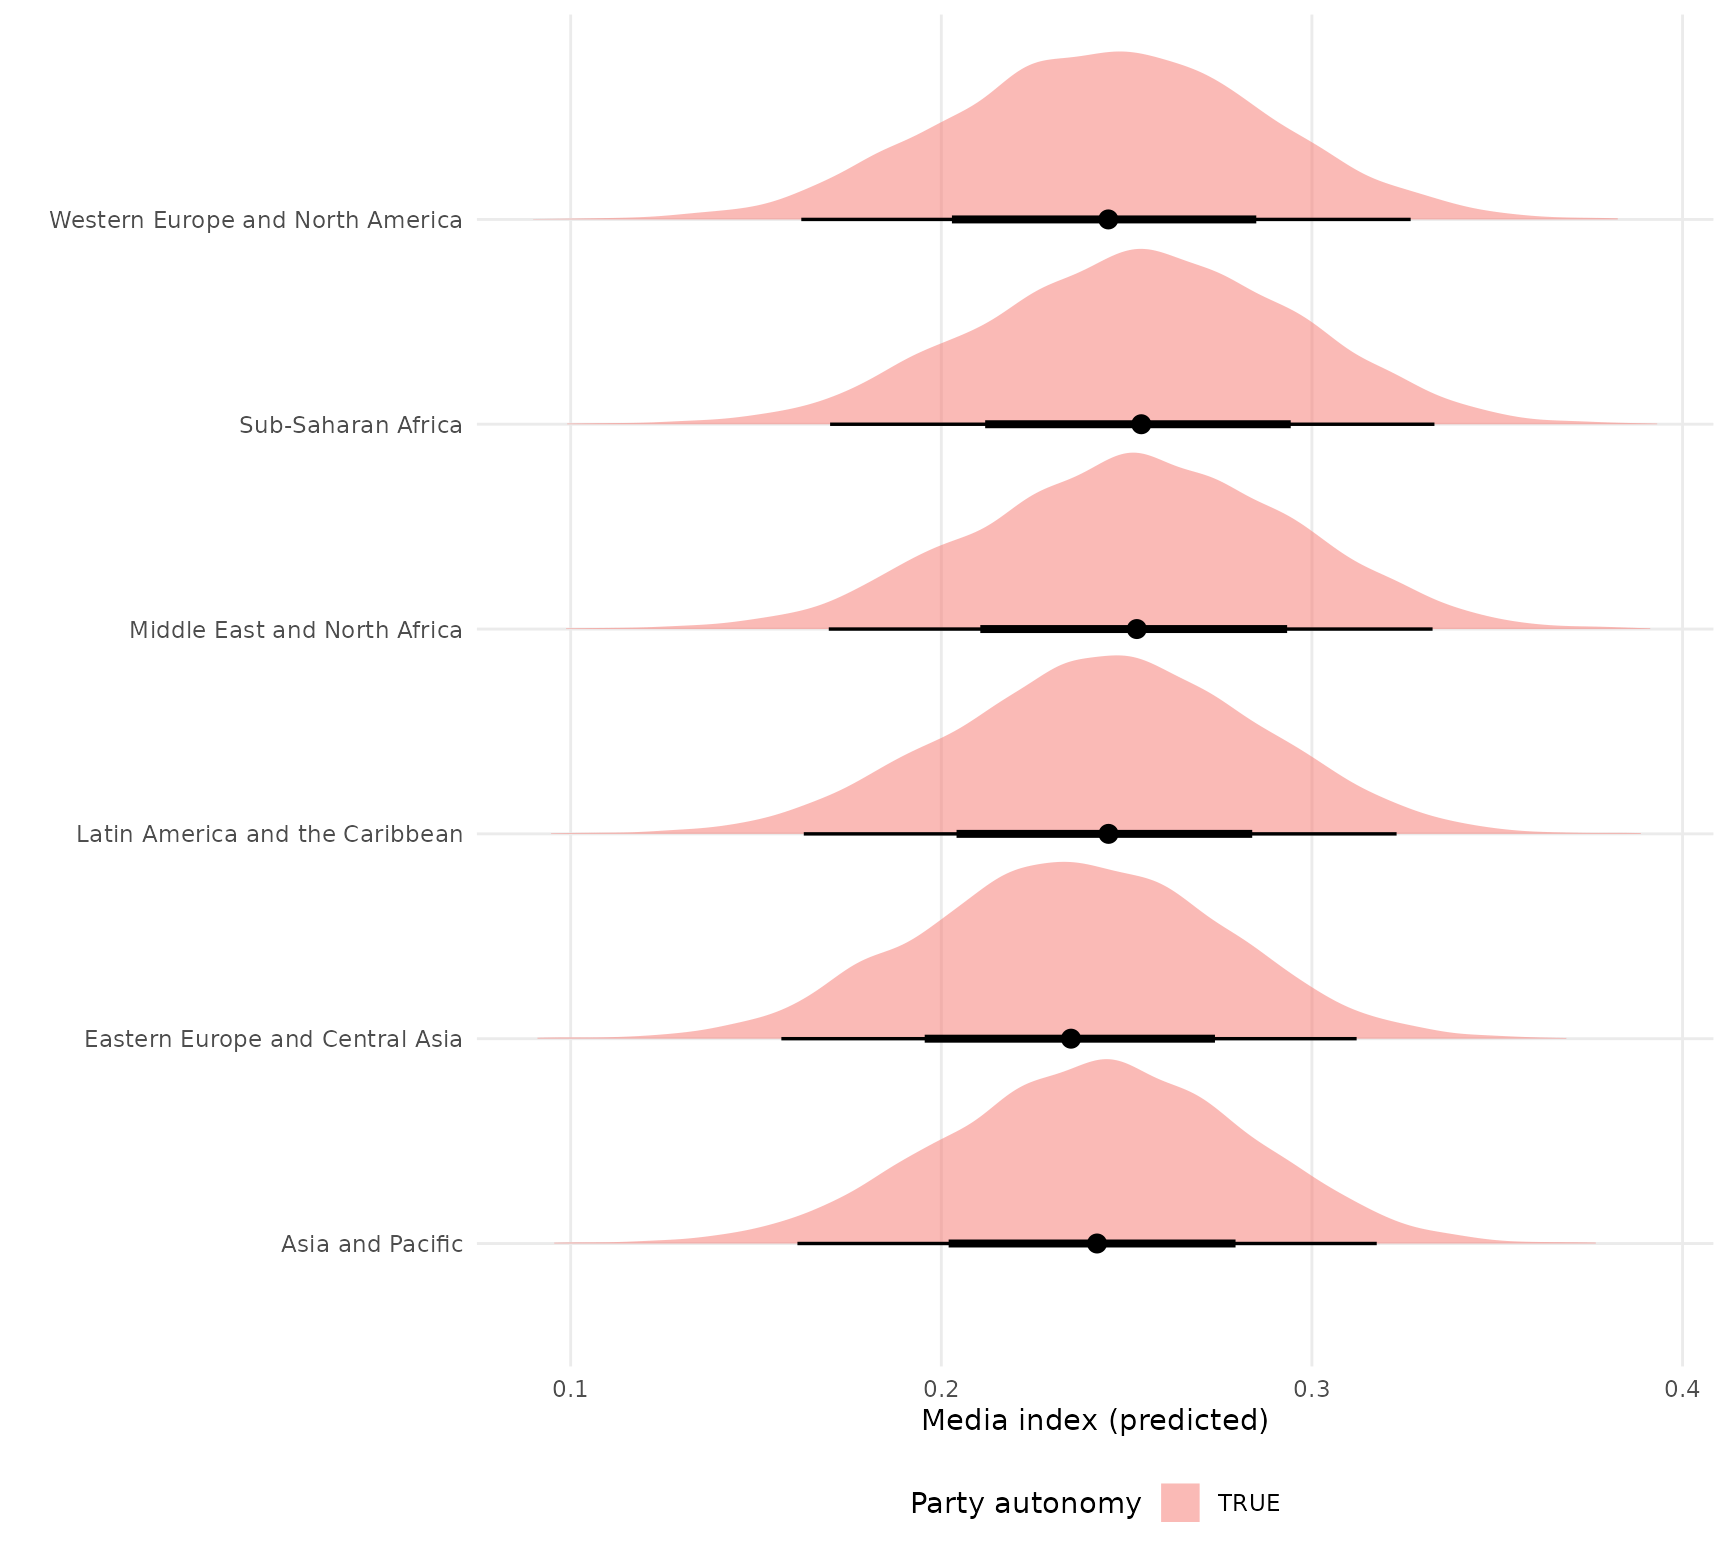 Western Europe and North America
Sub-Saharan Africa
Middle East and North Africa
Latin America and the Caribbean
Eastern Europe and Central Asia
Asia and Pacific
0.1 0.2 0.3 0.4
Media index (predicted)
Party autonomy TRUE